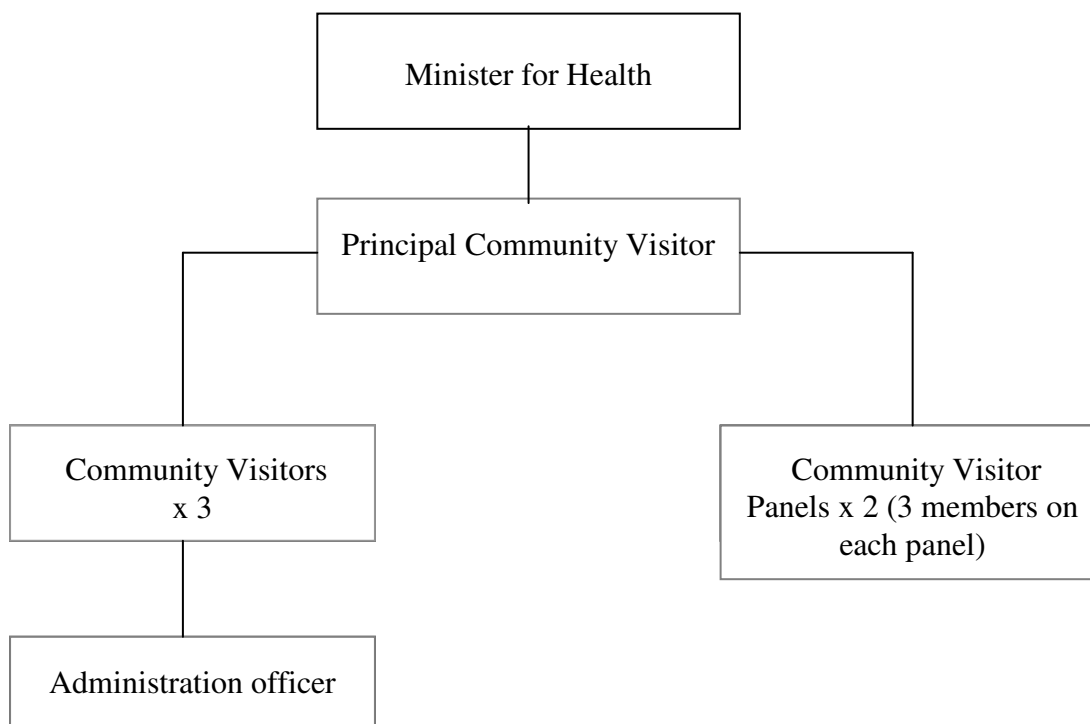 Minister for Health
Principal Community Visitor
Community Visitors
x 3
Community Visitor
Panels x 2 (3 members on
each panel)
Administration officer